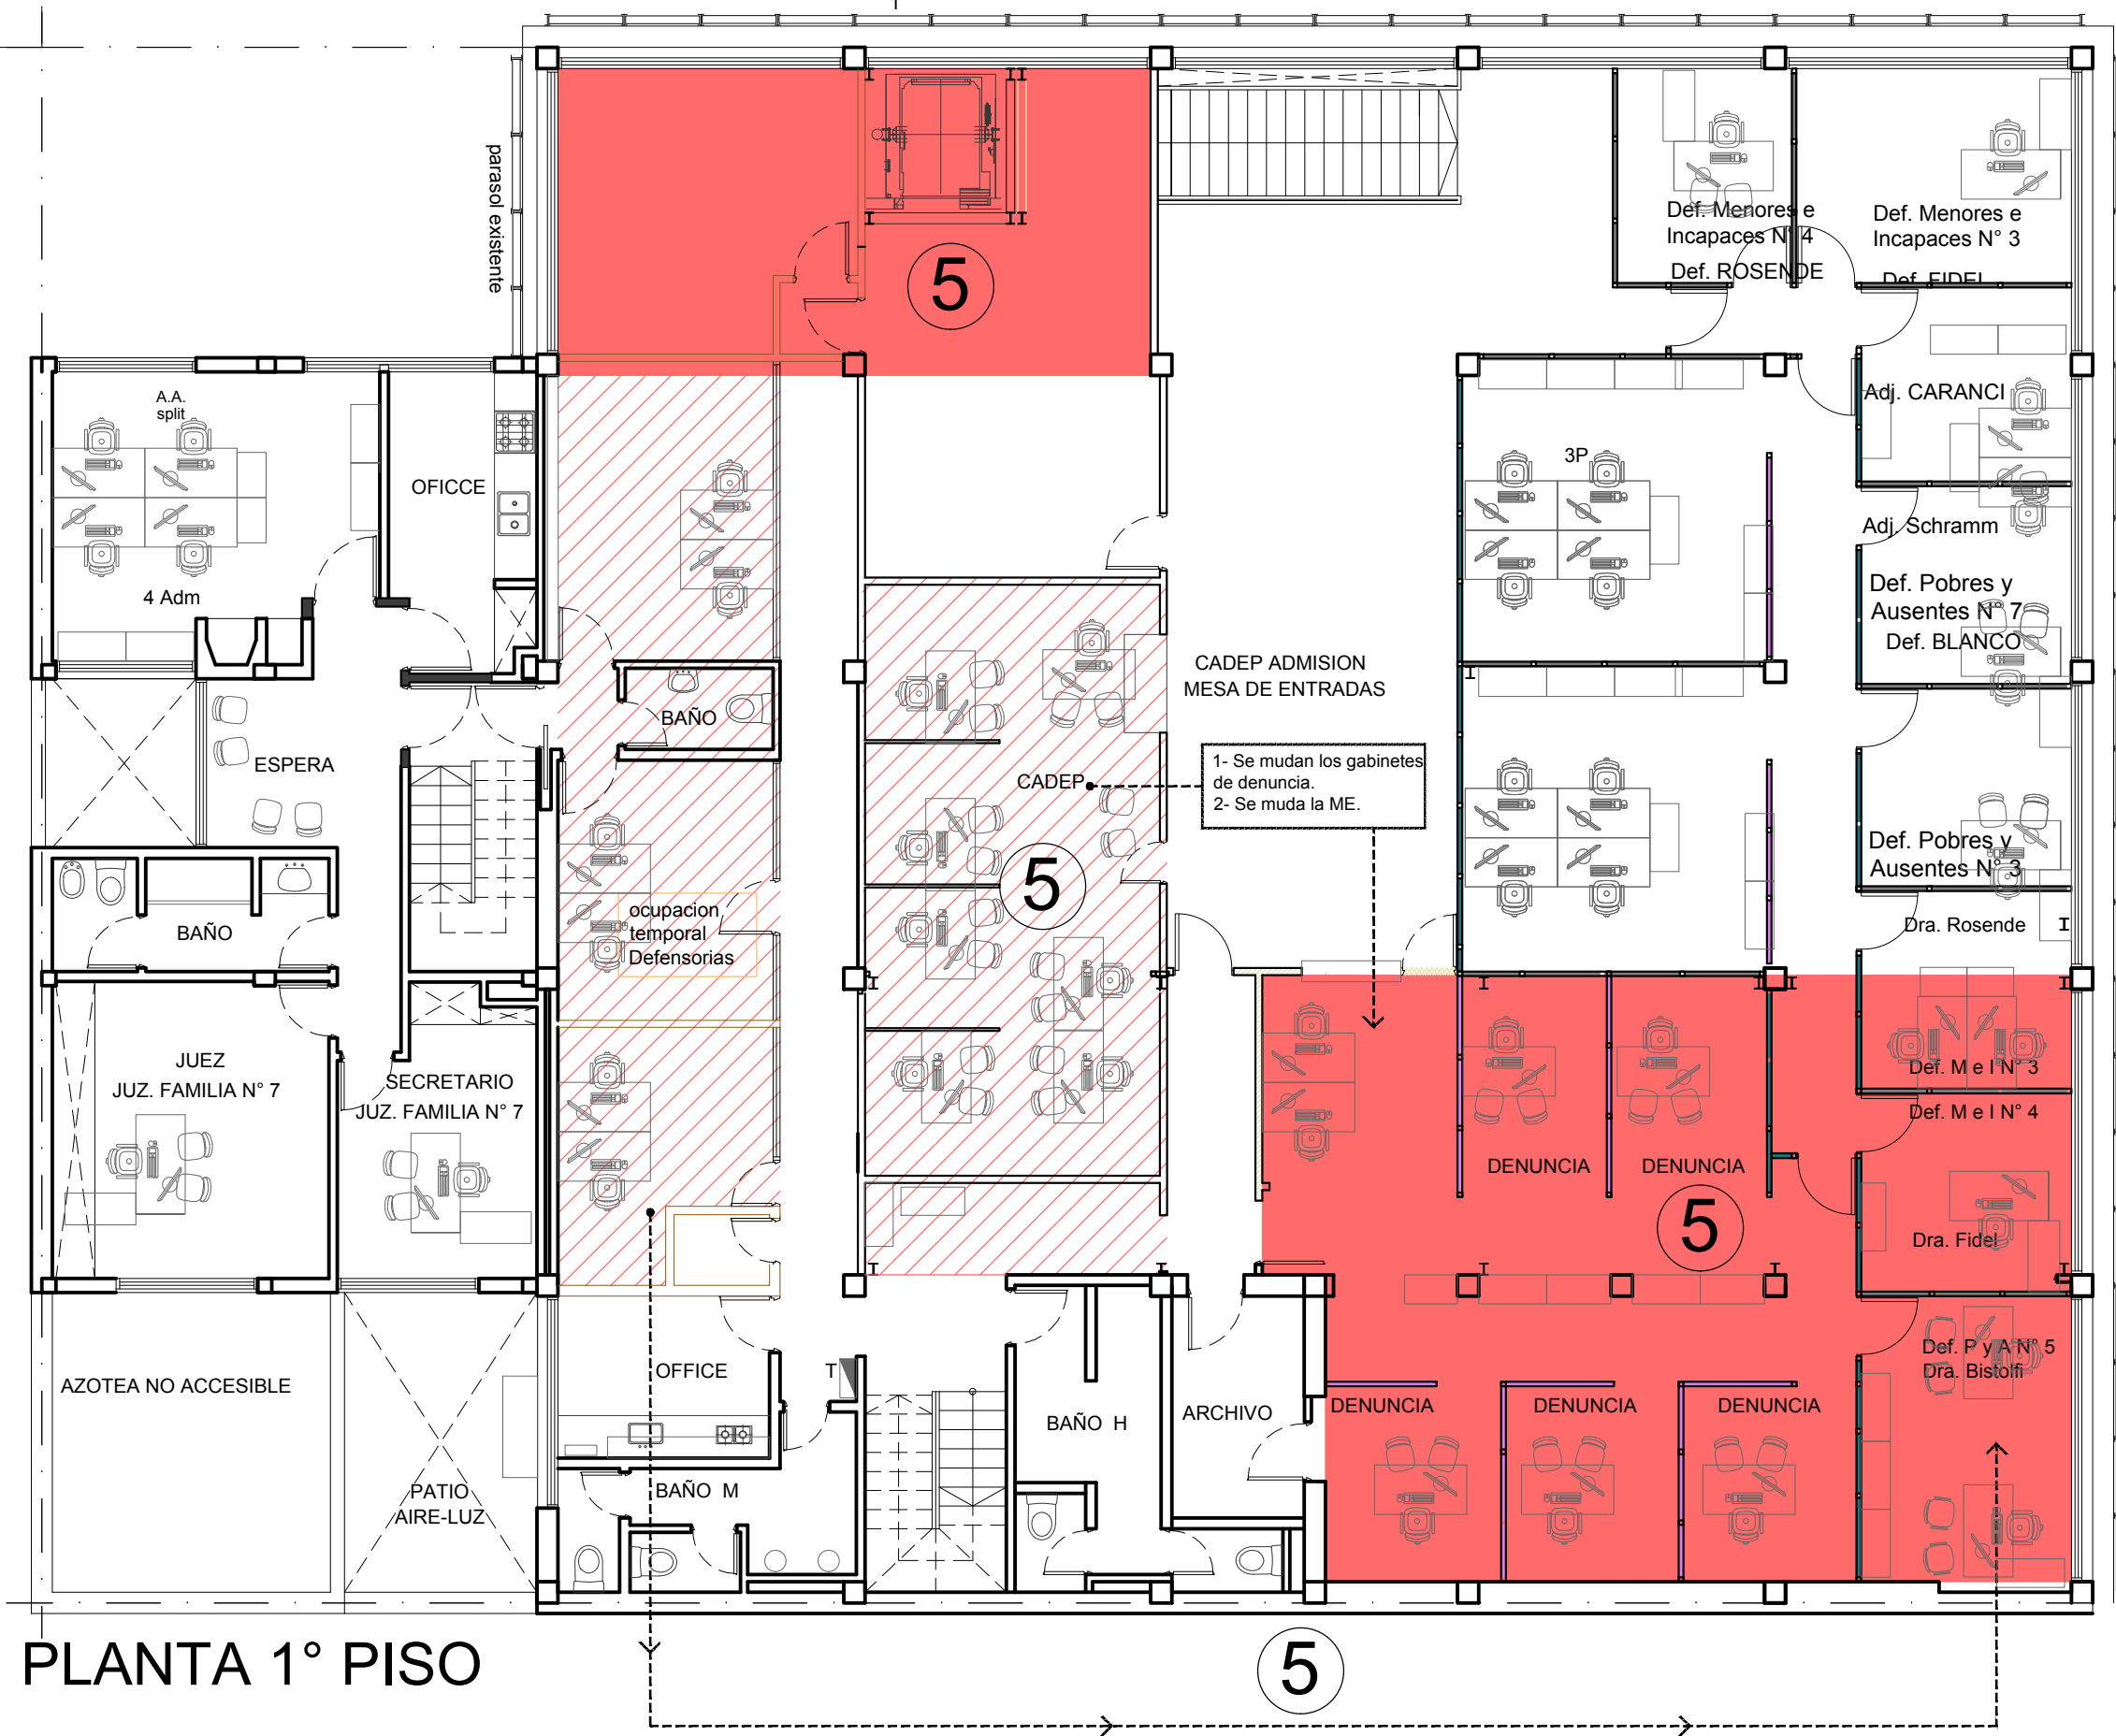 parasol existente
5
Def. Menores e
Incapaces N° 4
Def. ROSENDE
Def. Menores e
Incapaces N° 3
Def. FIDEL
A.A.
split
4 Adm
OFICCE
3P
Adj. CARANCI
Adj. Schramm
Def. Pobres y
Ausentes N° 7
Def. BLANCO
BAÑO
CADEP ADMISION
MESA DE ENTRADAS
ESPERA
CADEP
1- Se mudan los gabinetes
de denuncia.
2- Se muda la ME.
5
Def. Pobres y
Ausentes N° 3
Dra. Rosende
ocupacion
temporal
Defensorias
BAÑO
JUEZ
JUZ. FAMILIA N° 7
SECRETARIO
JUZ. FAMILIA N° 7
Def. M e I N° 3
Def. M e I N° 4
DENUNCIA
DENUNCIA
5
Dra. Fidel
Def. P y A N° 5
Dra. Bistolfi
AZOTEA NO ACCESIBLE
OFFICE
T
BAÑO H
ARCHIVO
DENUNCIA
DENUNCIA
DENUNCIA
PATIO
AIRE-LUZ
BAÑO M
PLANTA 1° PISO
5